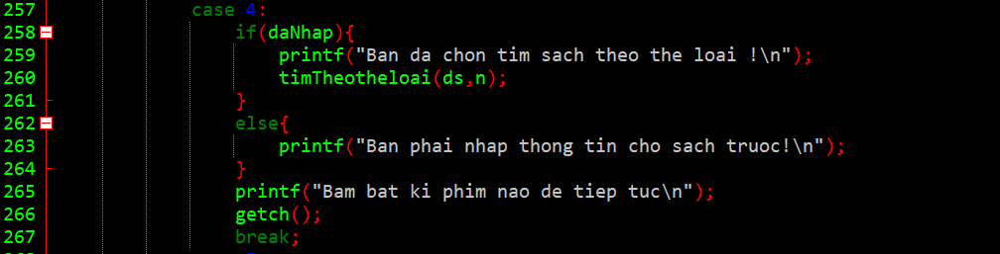 257 case 4:
258 if(daNhap){
259 printf("Ban da chon tim sach theo the loai !\n");
260 timTheotheloai(ds,n);
261 }
262 else{
263 printf("Ban phai nhap thong tin cho sach truoc!\n");
264 }
265 printf("Bam bat ki phim nao de tiep tuc\n");
266 getch();
267 break;